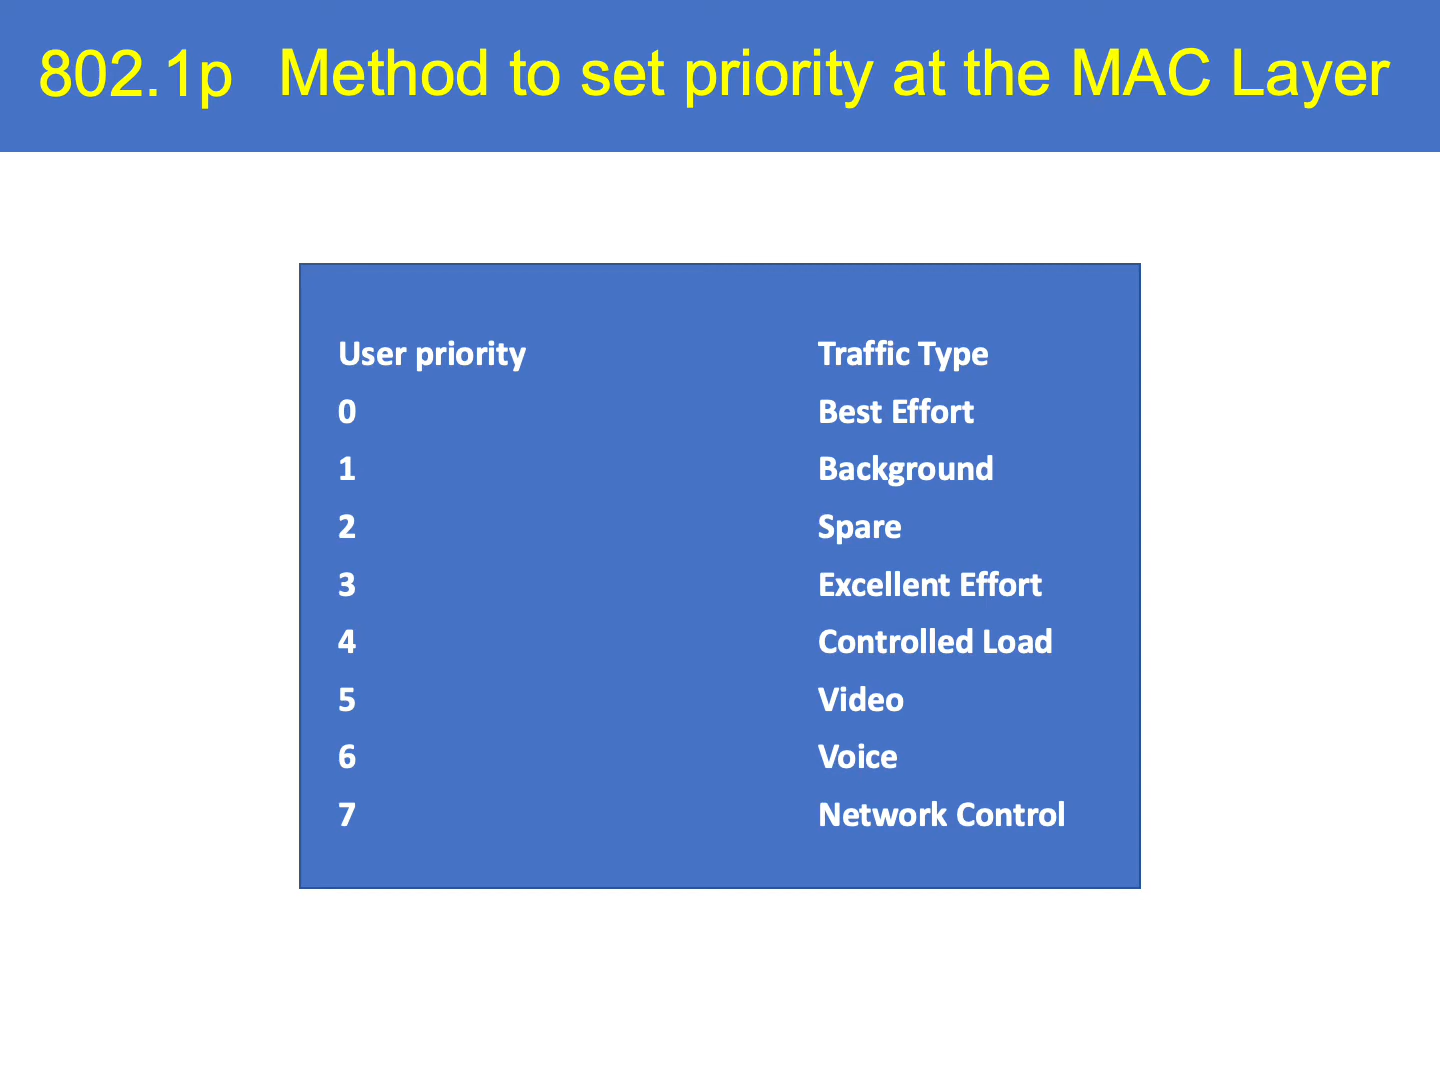 802.1p Method to set priority at the MAC Layer
User priority Traffic Type
0 Best Effort
1 Background
2 Spare
3 Excellent Effort
4 Controlled Load
5 Video
6 Voice
7 Network Control